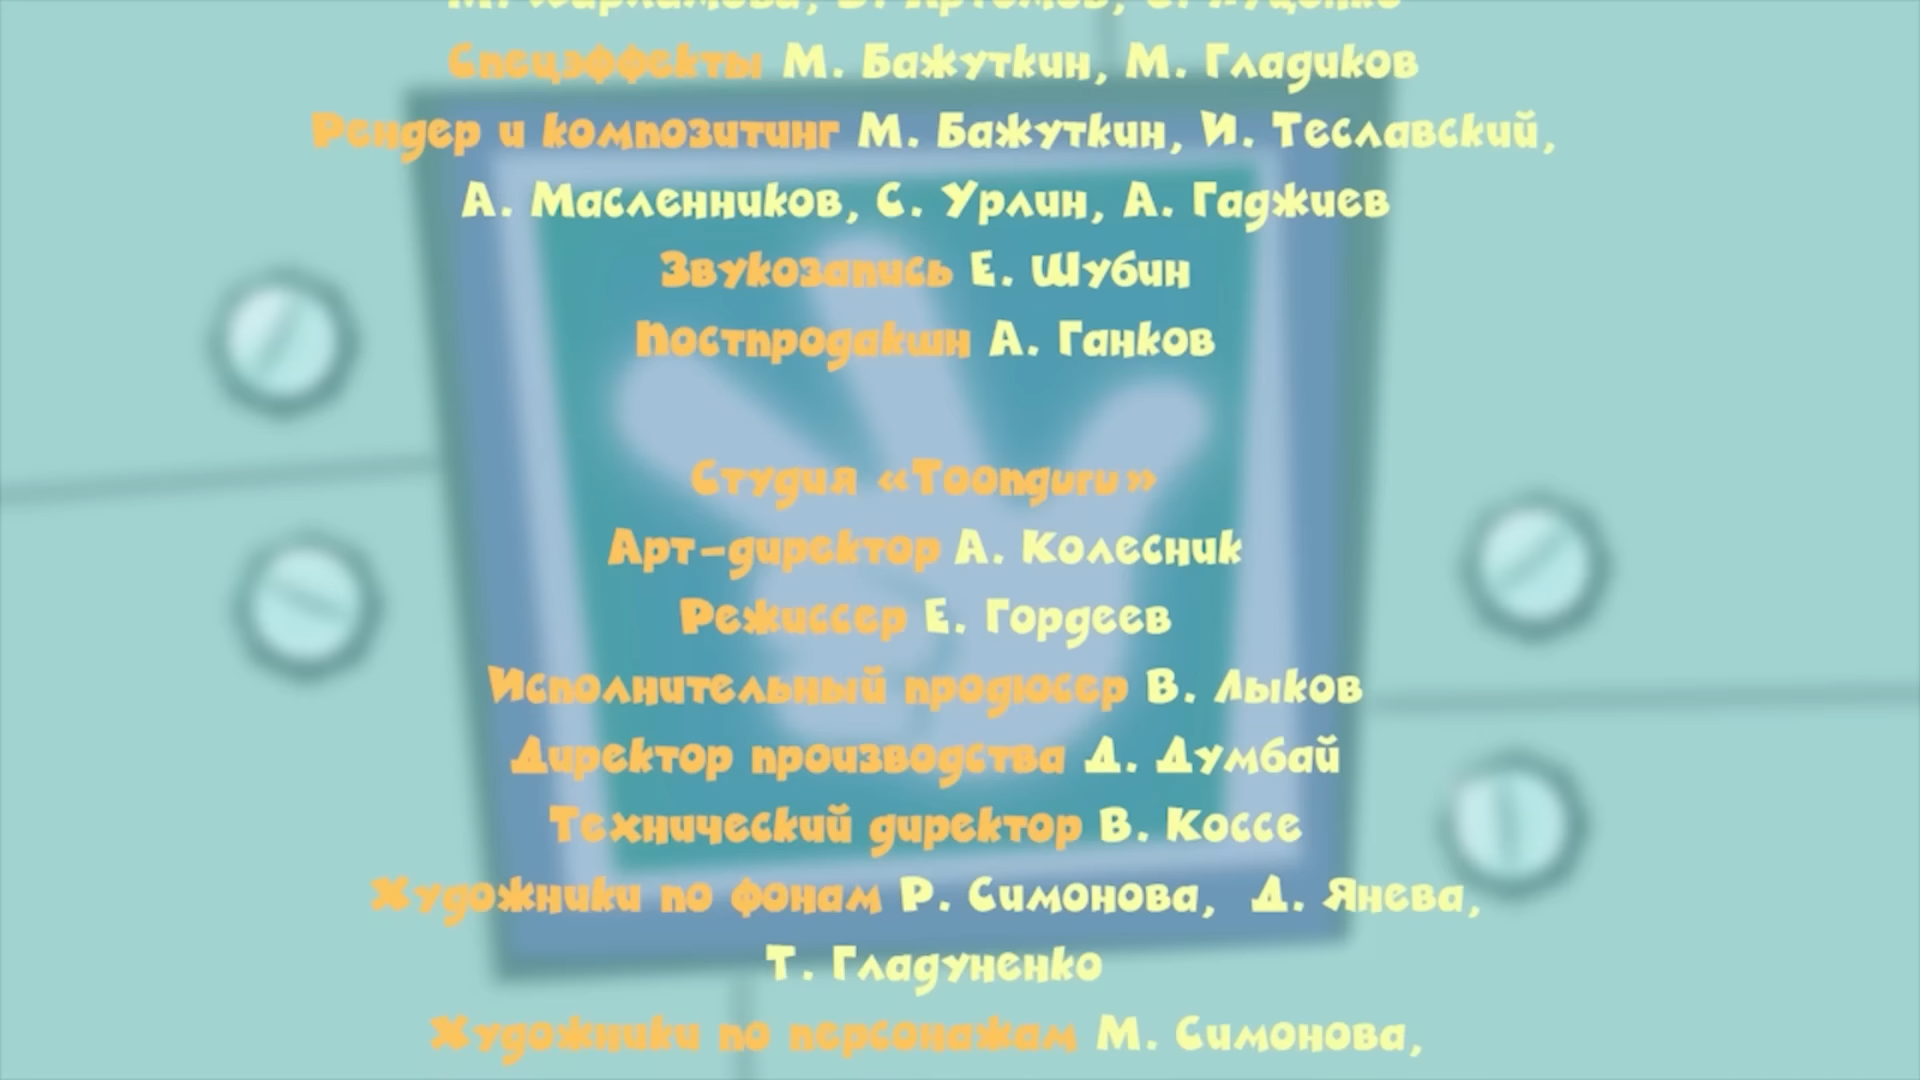 Спецэффекты М. Бажуткин, М. Гладиков
Рендер и композитинг М. Бажуткин, И. Теславский,
А. Масленников, С. Урлин, А. Гаджиев
Звукозапись Е. Шубин
Постпродакшн А. Ганков
Студия «Toonguru»
Арт-директор А. Колесник
Режиссер Е. Гордеев
Исполнительный продюсер В. Лыков
Директор производства Д. Думбай
Технический директор В. Коссе
Художники по фонам Р. Симонова, Д. Янева,
Т. Гладуненко
Художники по персонажам М. Симонова,